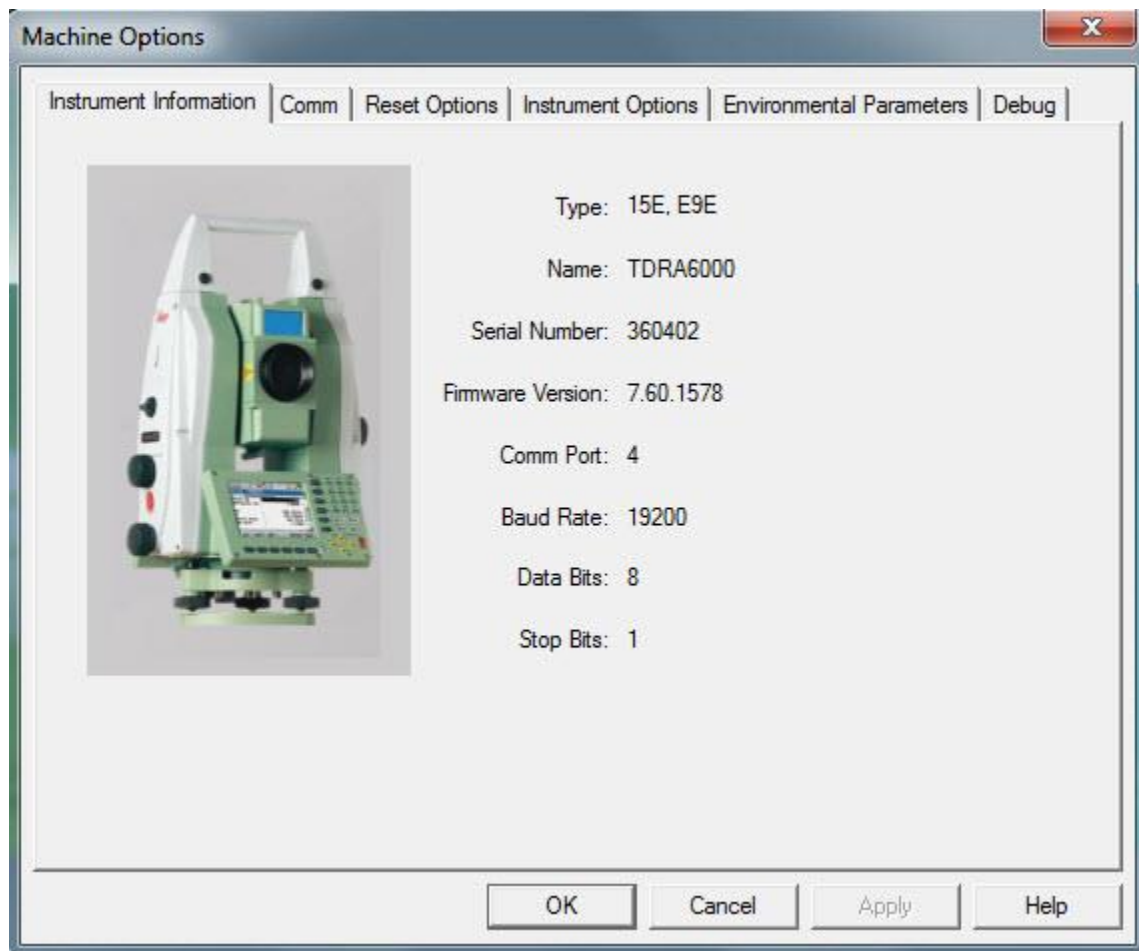 Machine Options
Instrument Information Comm Reset Options Instrument Options Environmental Parameters Debug
Type: 15E, E9E
Name: TDRA6000
Serial Number: 360402
Firmware Version: 7.60.1578
Comm Port: 4
Baud Rate: 19200
Data Bits: 8
Stop Bits: 1
OK Cancel Apply Help